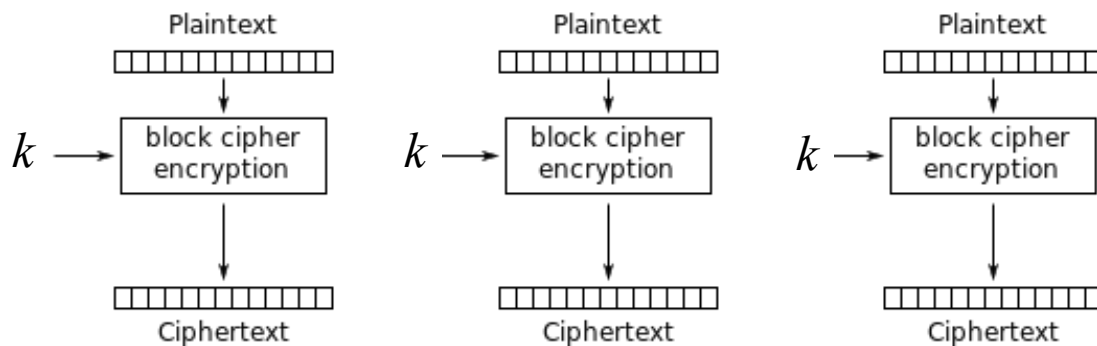 Plaintext Plaintext Plaintext
k block cipher encryption k block cipher encryption k block cipher encryption
Ciphertext Ciphertext Ciphertext